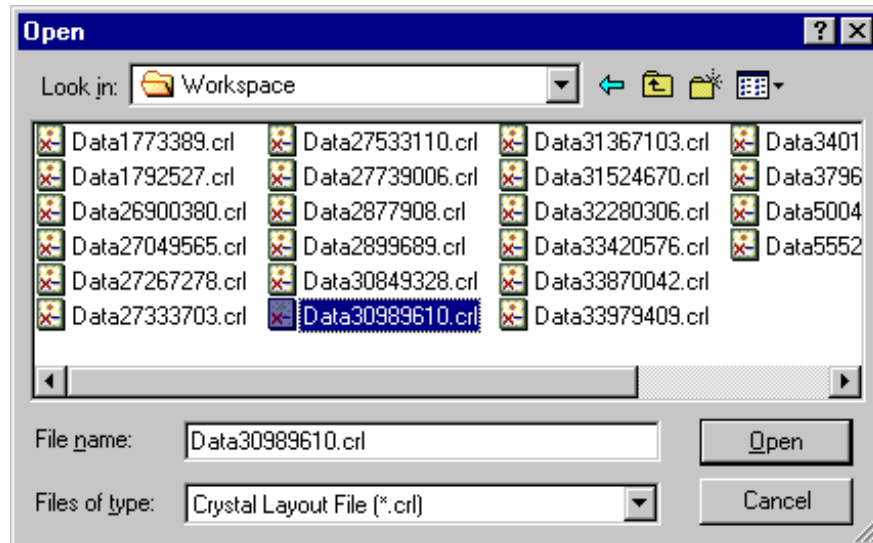 Open
Look in: Workspace
Data1773389.crl Data27533110.crl Data31367103.crl Data3401
Data1792527.crl Data27739006.crl Data31524670.crl Data3796
Data26900380.crl Data2877908.crl Data32280306.crl Data5004
Data27049565.crl Data2899689.crl Data33420576.crl Data5552
Data27267278.crl Data30849328.crl Data33870042.crl
Data27333703.crl Data30989610.crl Data33979409.crl
File name: Data30989610.crl Open
Files of type: Crystal Layout File (*.crl) Cancel